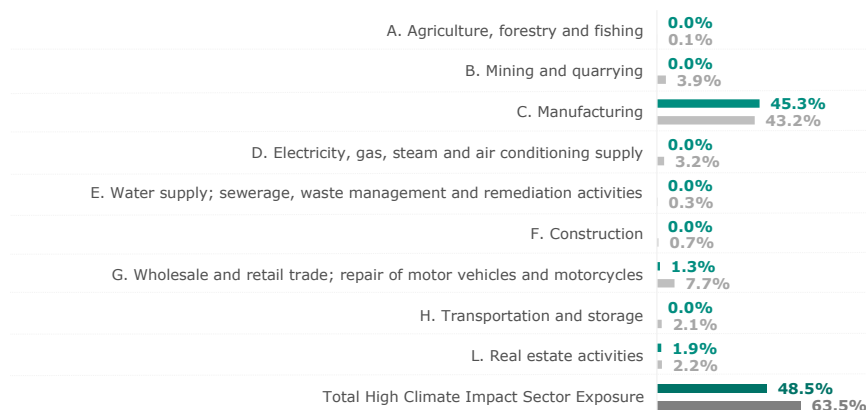 A. Agriculture, forestry and fishing
0.0%
0.1%
B. Mining and quarrying
0.0%
3.9%
C. Manufacturing
45.3%
43.2%
D. Electricity, gas, steam and air conditioning supply
0.0%
3.2%
E. Water supply; sewerage, waste management and remediation activities
0.0%
0.3%
F. Construction
0.0%
0.7%
G. Wholesale and retail trade; repair of motor vehicles and motorcycles
1.3%
7.7%
H. Transportation and storage
0.0%
2.1%
L. Real estate activities
1.9%
2.2%
Total High Climate Impact Sector Exposure
48.5%
63.5%